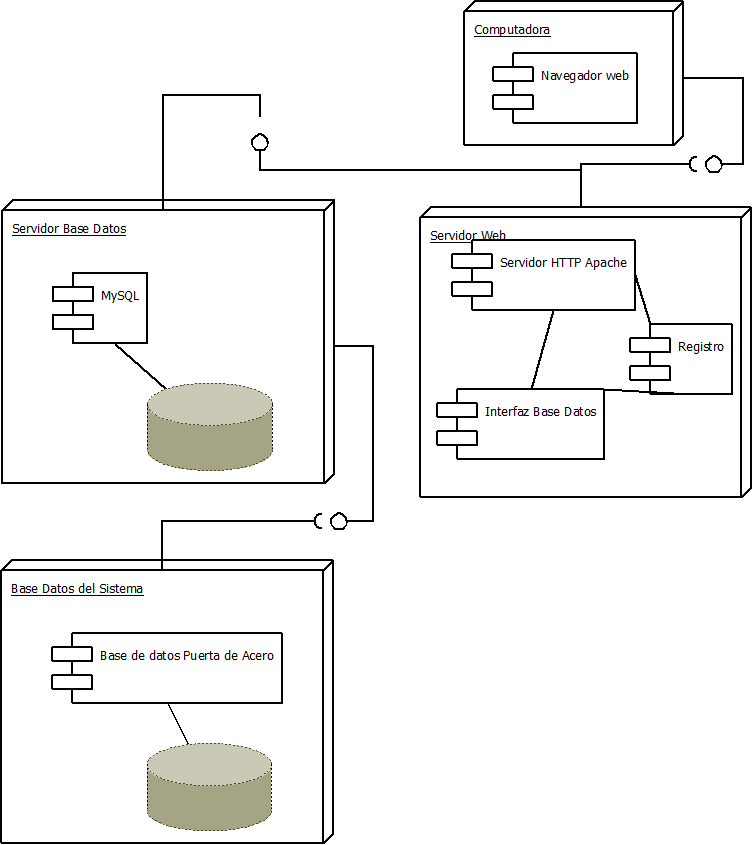 Computadora
Navegador web
Servidor Base Datos
MySQL
Servidor Web
Servidor HTTP Apache
Registro
Interfaz Base Datos
Base Datos del Sistema
Base de datos Puerta de Acero